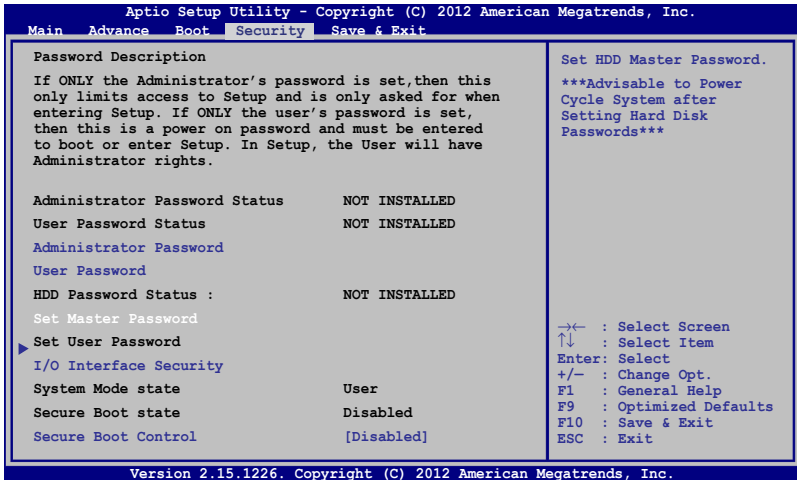 Aptio Setup Utility - Copyright (C) 2012 American Megatrends, Inc.
Main Advance Boot Security Save & Exit
Password Description
If ONLY the Administrator's password is set,then this
only limits access to Setup and is only asked for when
entering Setup. If ONLY the user's password is set,
then this is a power on password and must be entered
to boot or enter Setup. In Setup, the User will have
Administrator rights.
Administrator Password Status NOT INSTALLED
User Password Status NOT INSTALLED
Administrator Password
User Password
HDD Password Status : NOT INSTALLED
Set Master Password
Set User Password
I/O Interface Security
System Mode state User
Secure Boot state Disabled
Secure Boot Control [Disabled]
Set HDD Master Password.
***Advisable to Power
Cycle System after
Setting Hard Disk
Passwords***
→← : Select Screen
↑↓ : Select Item
Enter: Select
+/— : Change Opt.
F1 : General Help
F9 : Optimized Defaults
F10 : Save & Exit
ESC : Exit
Version 2.15.1226. Copyright (C) 2012 American Megatrends, Inc.